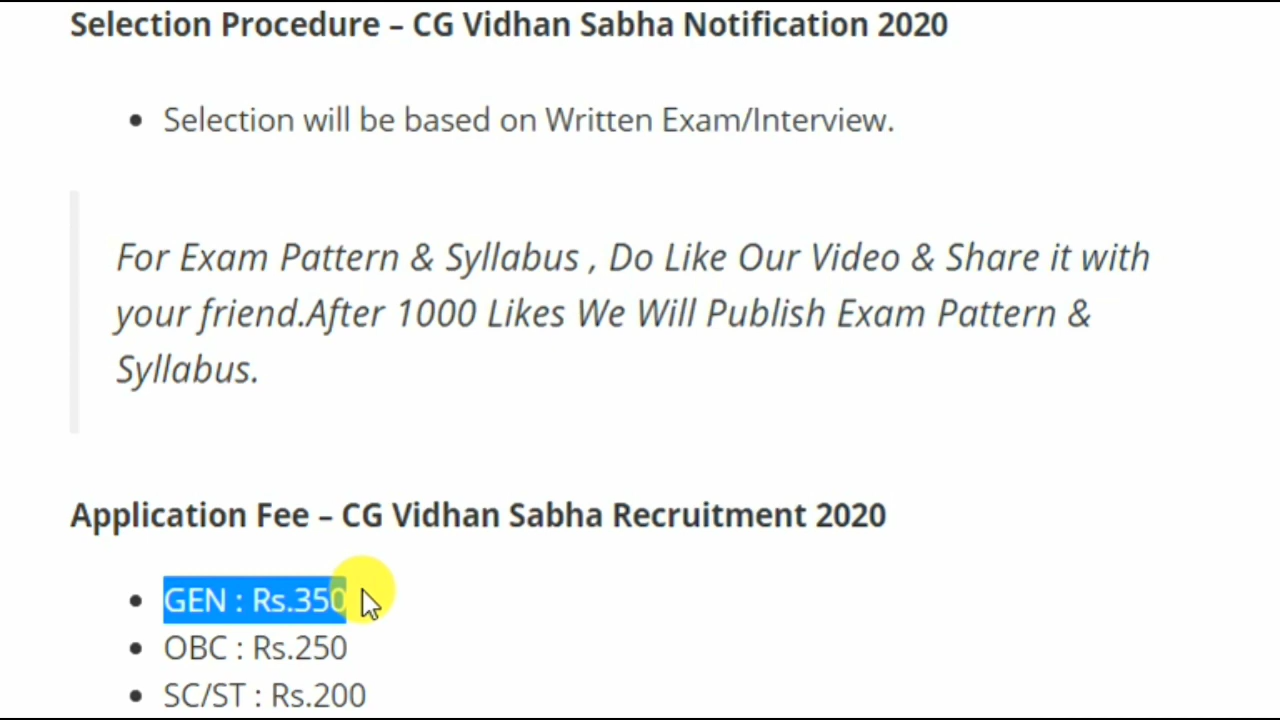 Selection Procedure – CG Vidhan Sabha Notification 2020
Selection will be based on Written Exam/Interview.
For Exam Pattern & Syllabus , Do Like Our Video & Share it with
your friend.After 1000 Likes We Will Publish Exam Pattern &
Syllabus.
Application Fee – CG Vidhan Sabha Recruitment 2020
GEN : Rs.350
OBC : Rs.250
SC/ST : Rs.200